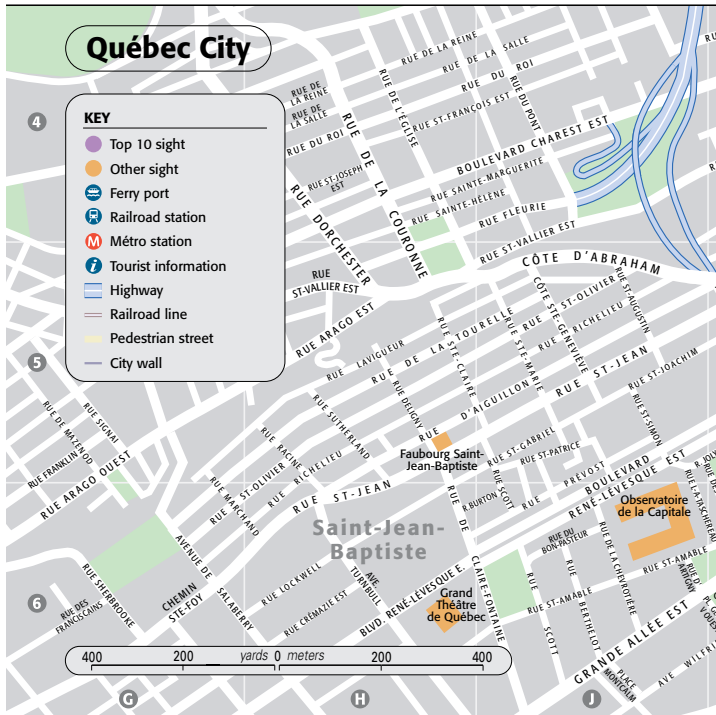 Québec City
KEY
Top 10 sight
Other sight
Ferry port
Railroad station
M
Métro station
i
Tourist information
Highway
Railroad line
Pedestrian street
City wall
4
5
6
G
H
J
RUE DE LA REINE
RUE DE LA SALLE
RUE DU ROI
RU
RUE DE
LA REINE
RUE DE
LA SALLE
RUE DU ROI
RUE DE L'ÉGLISE
RUE ST-FRANÇOIS EST
RUE DU PONT
RUE DE LA COURONNE
BOULEVARD CHAREST EST
RUE ST-JOSEPH
EST
RUE SAINTE-MARGUERITE
RUE SAINTE-HÉLÈNE
RUE FLEURIE
RUE ST-VALLIER EST
RUE DORCHESTER
CÔTE D'ABRAHAM
RUE
ST-VALLIER EST
RUE ARAGO EST
RUE LAVIGUEUR
RUE DE LA TOURELLE
RUE STE-CLAIRE
RUE STE-MARIE
CÔTE STE-GENEVIÈVE
RUE ST-OLIVIER
RUE RICHELIEU
RUE ST-AUGUSTIN
RUE ST-JEAN
RUE ST-JOACHIM
RUE DELIGNY
RUE D'AIGUILLON
RUE SUTHERLAND
RUE ST-SIMON
RUE SIGNAI
RUE DE MAZENOD
RUE FRANKLIN
RUE ARAGO OUEST
RUE RACINE
RUE ST-OLIVIER
RUE RICHELIEU
RUE MARCHAND
RUE ST-JEAN
Faubourg Saint-
Jean-Baptiste
RUE ST-GABRIEL
RUE ST-PATRICE
RUE PRÉVOST
BOULEVARD
RENÉ-LÉVESQUE EST
R. BURTON
RUE SCOTT
Observatoire
de la Capitale
Saint-Jean-
Baptiste
RUE DE CLAIRE-FONTAINE
RUE DU
BON-PASTEUR
RUE DE LA CHEVROTIÈRE
RUE L-A-TASCHEREAU
RUE ST-AMABLE
RUE D'ARTIGNY
AVENUE DE SALABERRY
CHEMIN
STE-FOY
RUE SHERBROOKE
RUE DES
FRANCISCAINS
RUE LOCKWELL
RUE CRÉMAZIE EST
AVE
TURNBULL
BLVD. RENÉ-LÉVESQUE E.
Grand
Théâtre
de Québec
RUE ST-AMABLE
RUE SCOTT
RUE BERTHELOT
GRANDE ALLÉE EST
PLACE
MONTCALM
AVE WILFRI
400 200 yards 0 meters 200 400